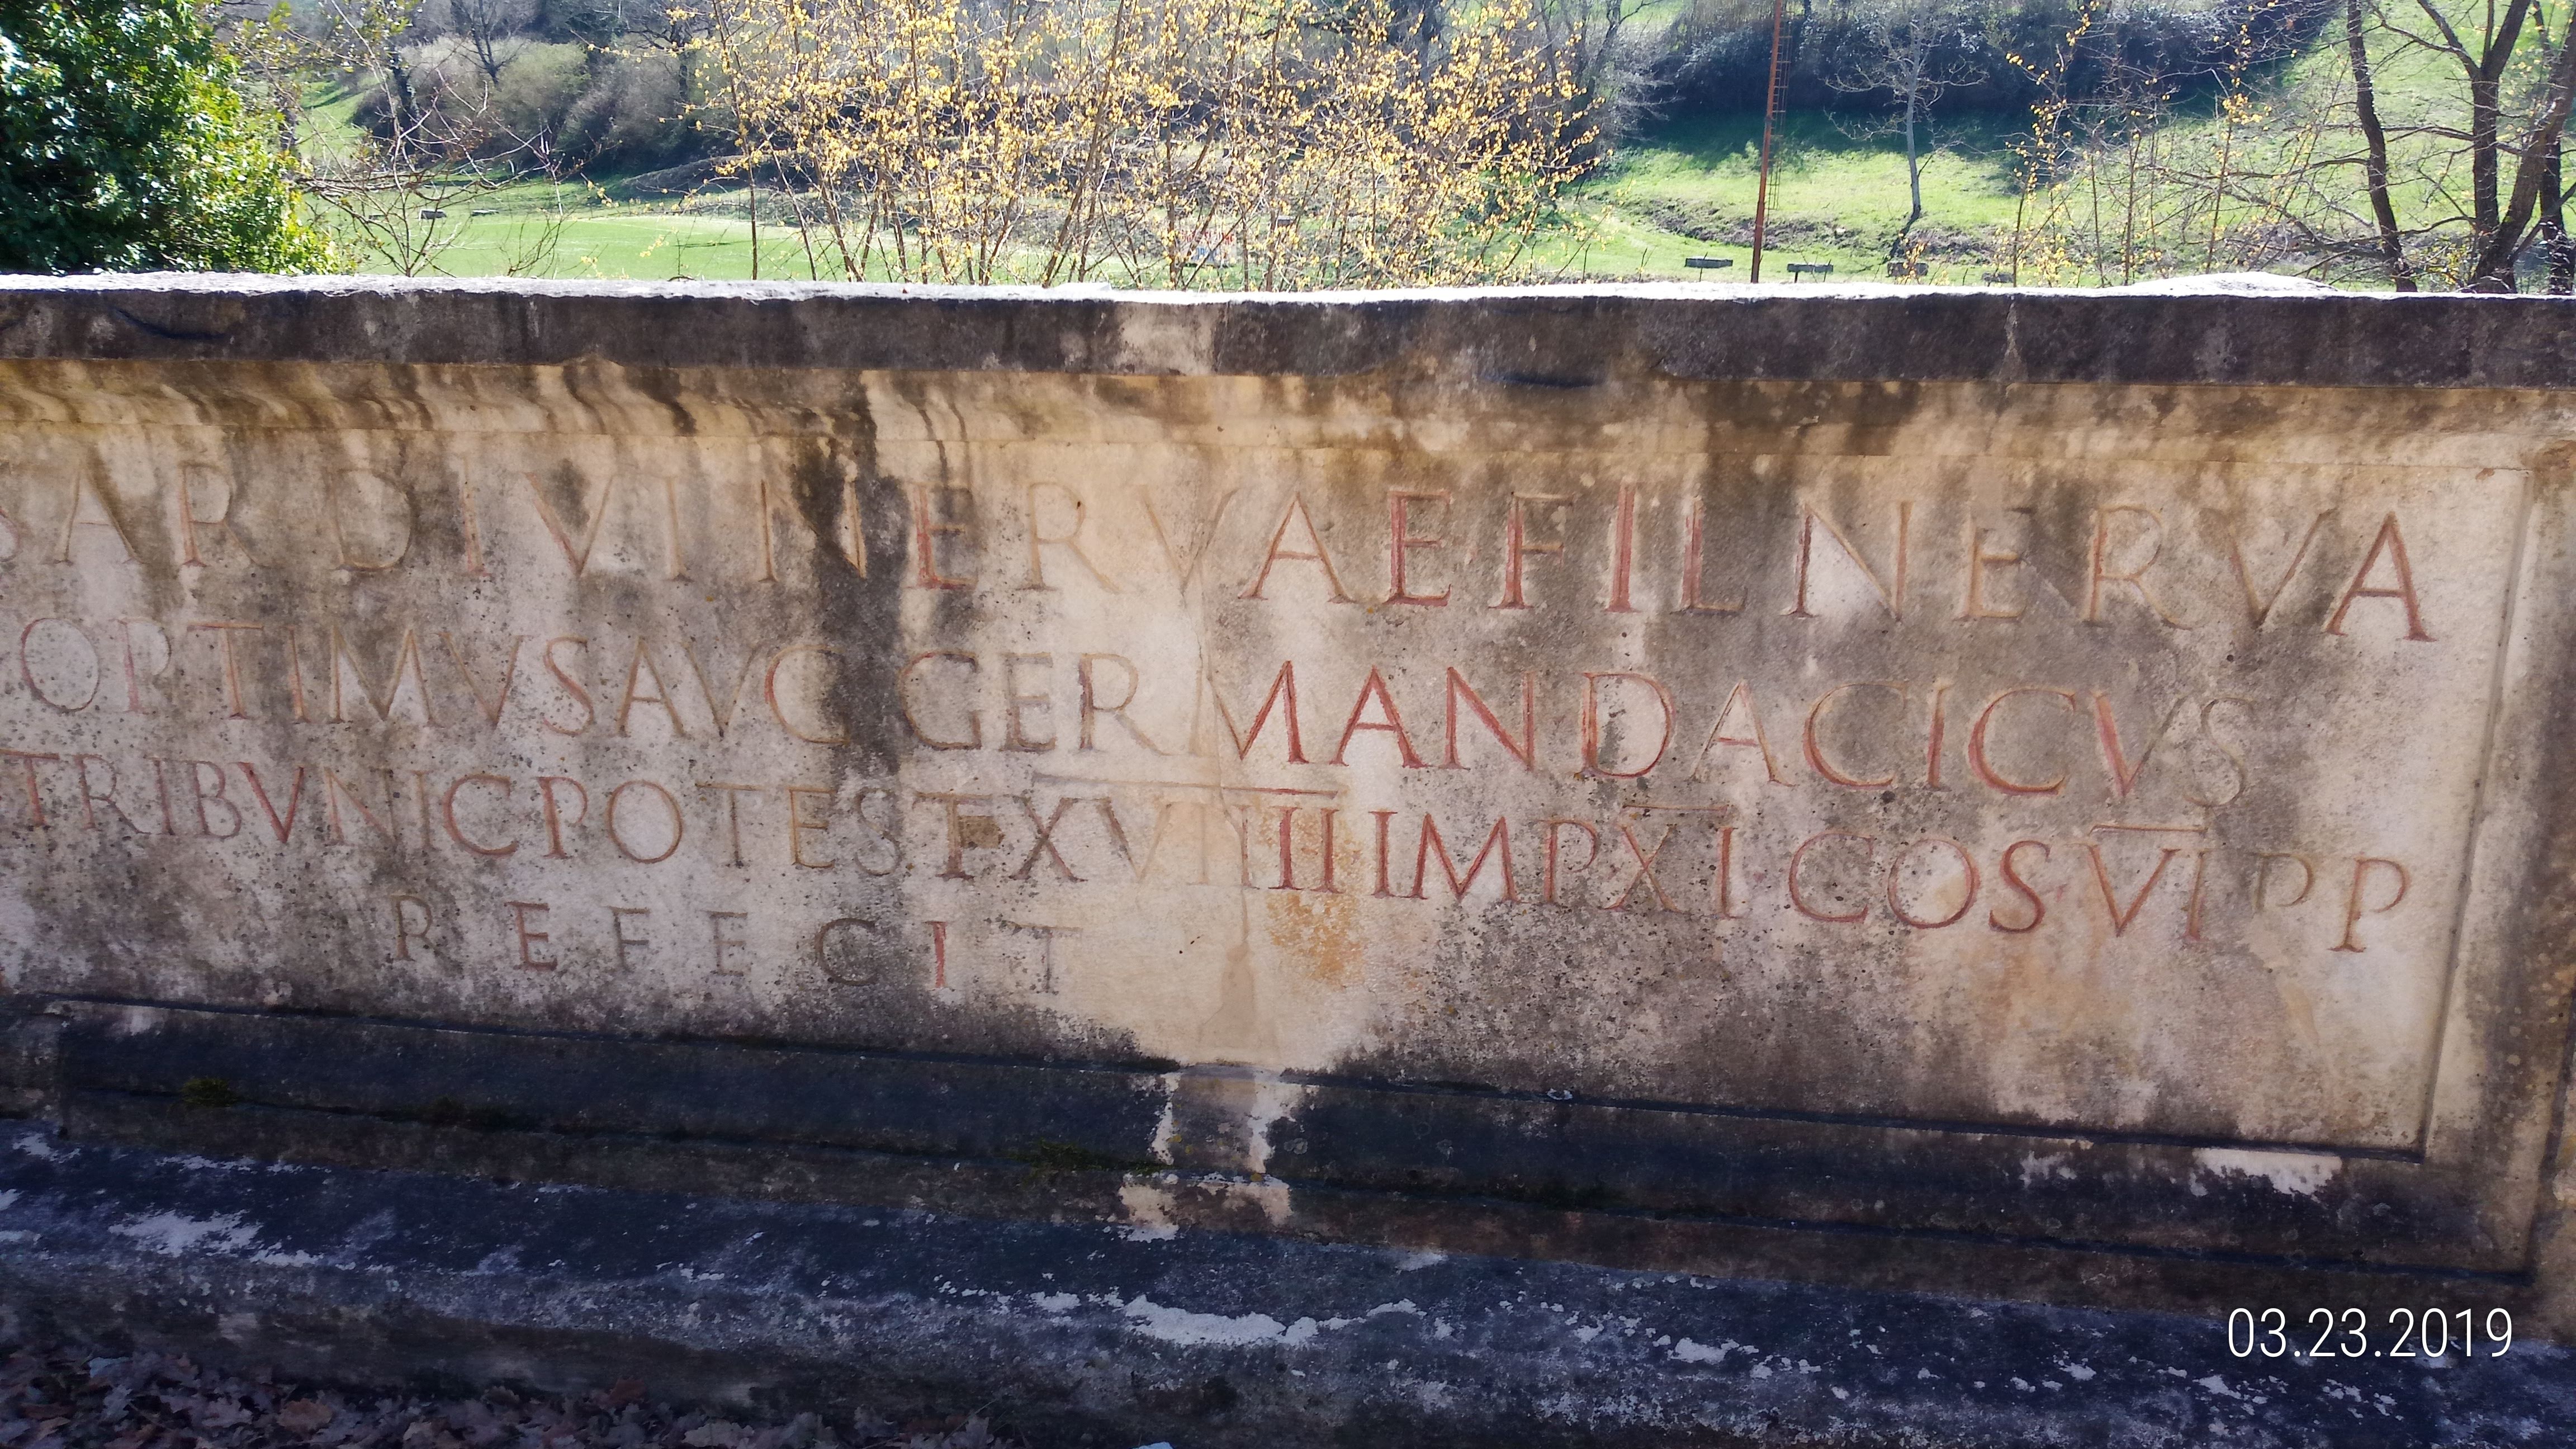 SAR DIVI NERVAE FIL NERVA
OPTIMVS AVG GERMAN DACICVS
TRIBVNIC POTEST XVIIII IMP XI COS VI P P
REFECIT
03.23.2019